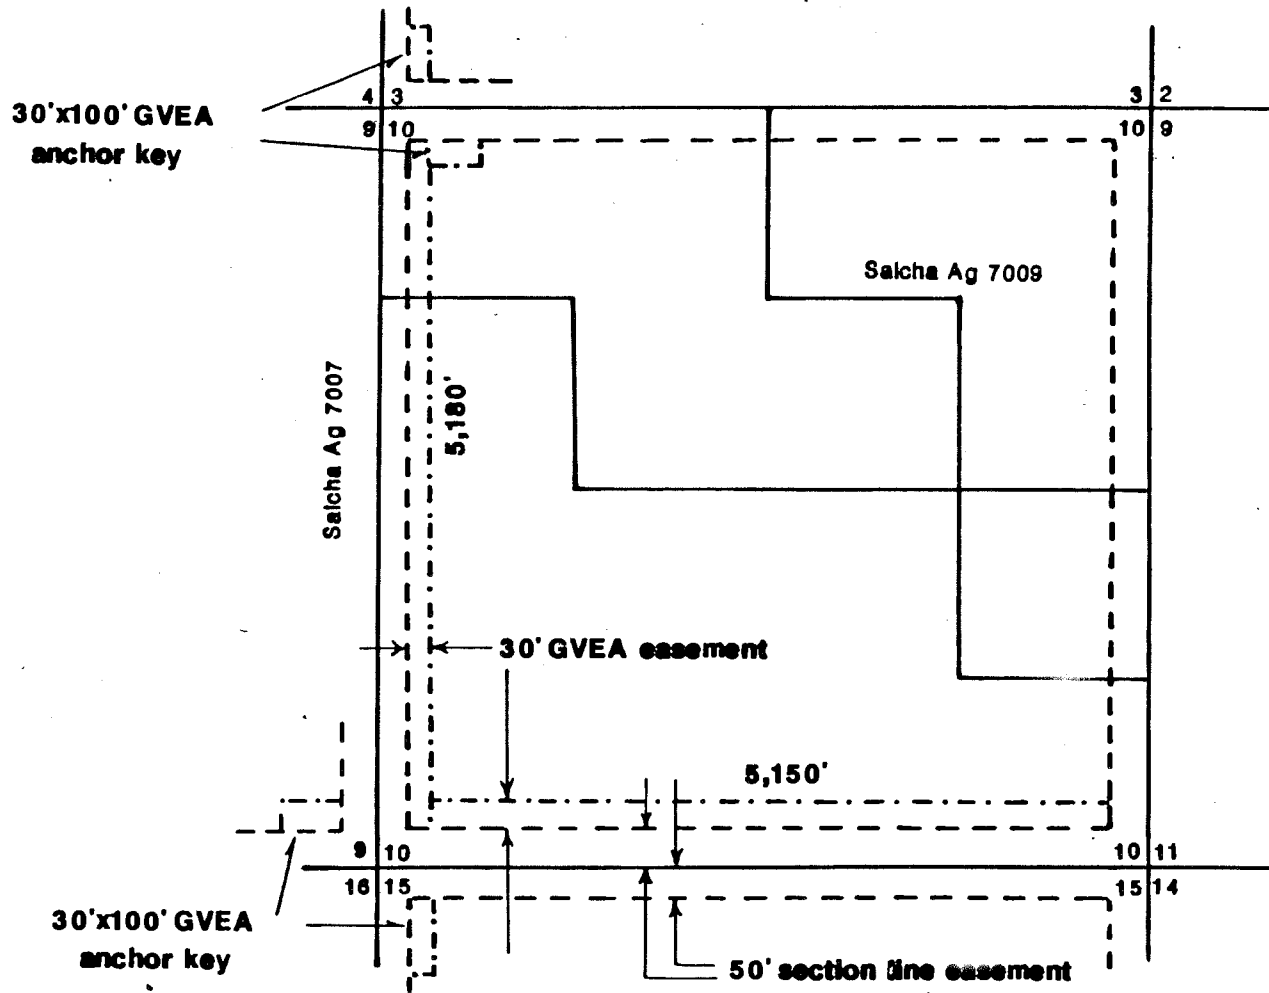 4 3
3 2
30'x100' GVEA
anchor key
9 10
10 9
Salcha Ag 7009
Salcha Ag 7007
5,180'
30' GVEA easement
5,150'
9 10
10 11
16 15
15 14
30'x100' GVEA
anchor key
50' section line easement